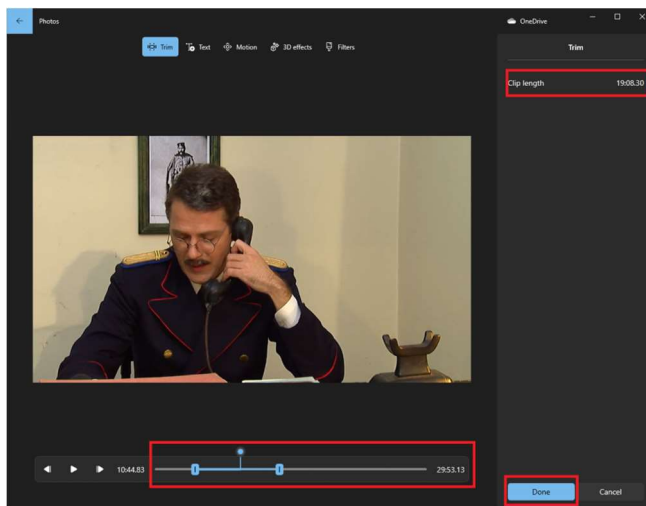 Photos
OneDrive
Trim Text Motion 3D effects Filters
Trim
Clip length 19:08.30
10:44.83 29:53.13
Done Cancel